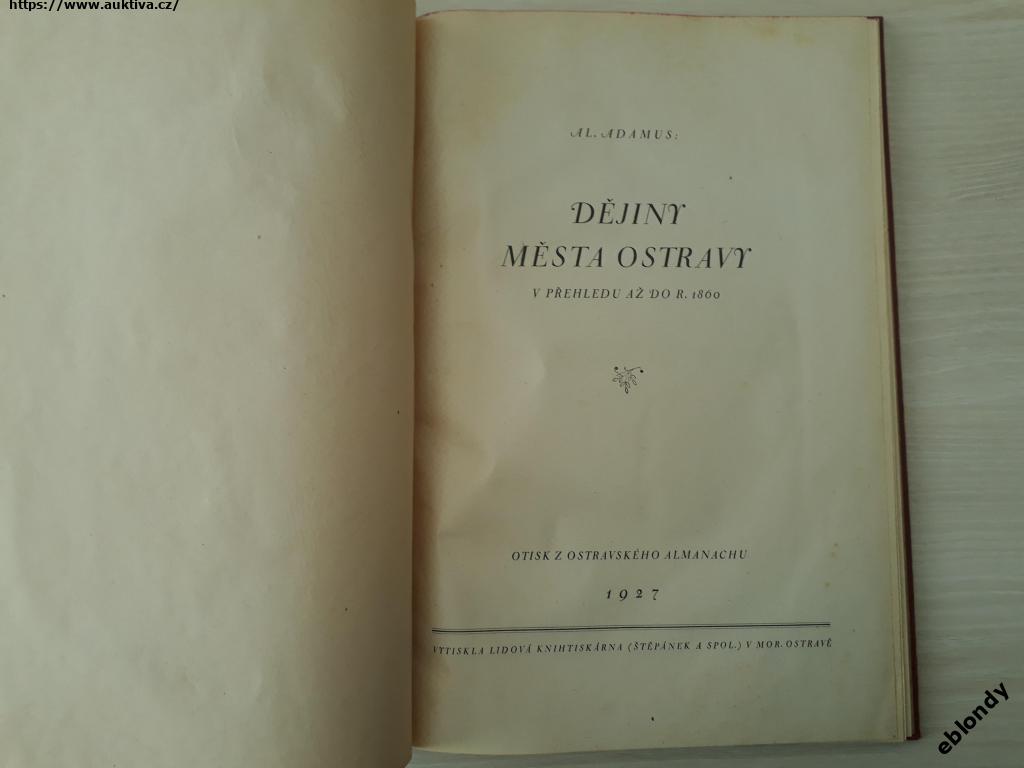 https://www.auktiva.cz/
AL. ADAMUS:
DĚJINY
MĚSTA OSTRAVY
V PŘEHLEDU AŽ DO R. 1860
OTISK Z OSTRAVSKÉHO ALMANACHU
1927
VYTISKLA LIDOVÁ KNIHTISKÁRNA (ŠTĚPÁNEK A SPOL.) V MOR. OSTRAVĚ
eblondy